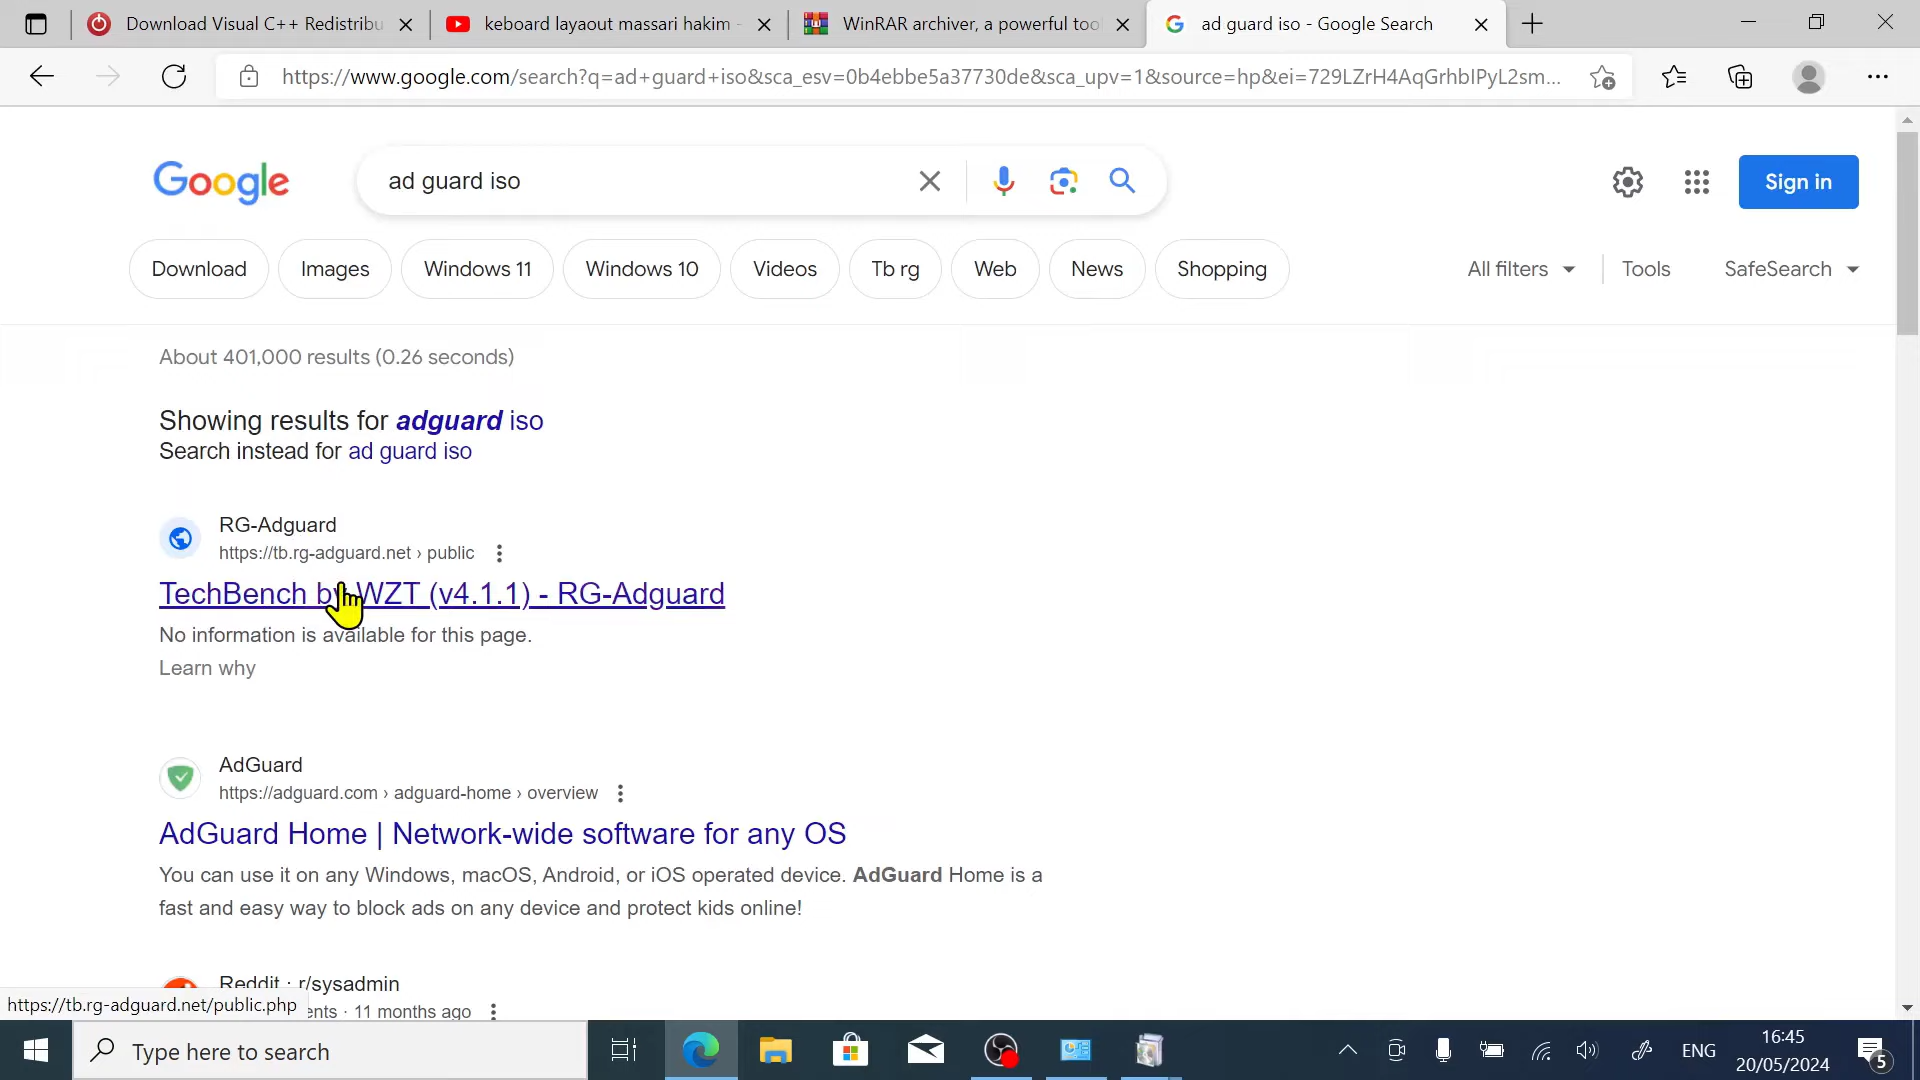 Download Visual C++ Redistribu
keboard layaout massari hakim -
WinRAR archiver, a powerful too
ad guard iso - Google Search
https://www.google.com/search?q=ad+guard+iso&sca_esv=0b4ebbe5a37730de&sca_upv=1&source=hp&ei=729LZrH4AqGrhbIPyL2sm...
Google
ad guard iso
Sign in
Download
Images
Windows 11
Windows 10
Videos
Tb rg
Web
News
Shopping
All filters
Tools
SafeSearch
About 401,000 results (0.26 seconds)
Showing results for adguard iso
Search instead for ad guard iso
RG-Adguard
https://tb.rg-adguard.net › public
TechBench by WZT (v4.1.1) - RG-Adguard
No information is available for this page.
Learn why
AdGuard
https://adguard.com › adguard-home › overview
AdGuard Home | Network-wide software for any OS
You can use it on any Windows, macOS, Android, or iOS operated device. AdGuard Home is a
fast and easy way to block ads on any device and protect kids online!
Reddit · r/sysadmin
ents · 11 months ago
https://tb.rg-adguard.net/public.php
Type here to search
ENG
16:45
20/05/2024
5